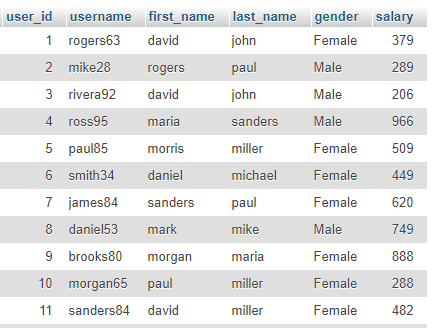 user_id username first_name last_name gender salary
1 rogers63 david john Female 379
2 mike28 rogers paul Male 289
3 rivera92 david john Male 206
4 ross95 maria sanders Male 966
5 paul85 morris miller Female 509
6 smith34 daniel michael Female 449
7 james84 sanders paul Female 620
8 daniel53 mark mike Male 749
9 brooks80 morgan maria Female 888
10 morgan65 paul miller Female 288
11 sanders84 david miller Female 482